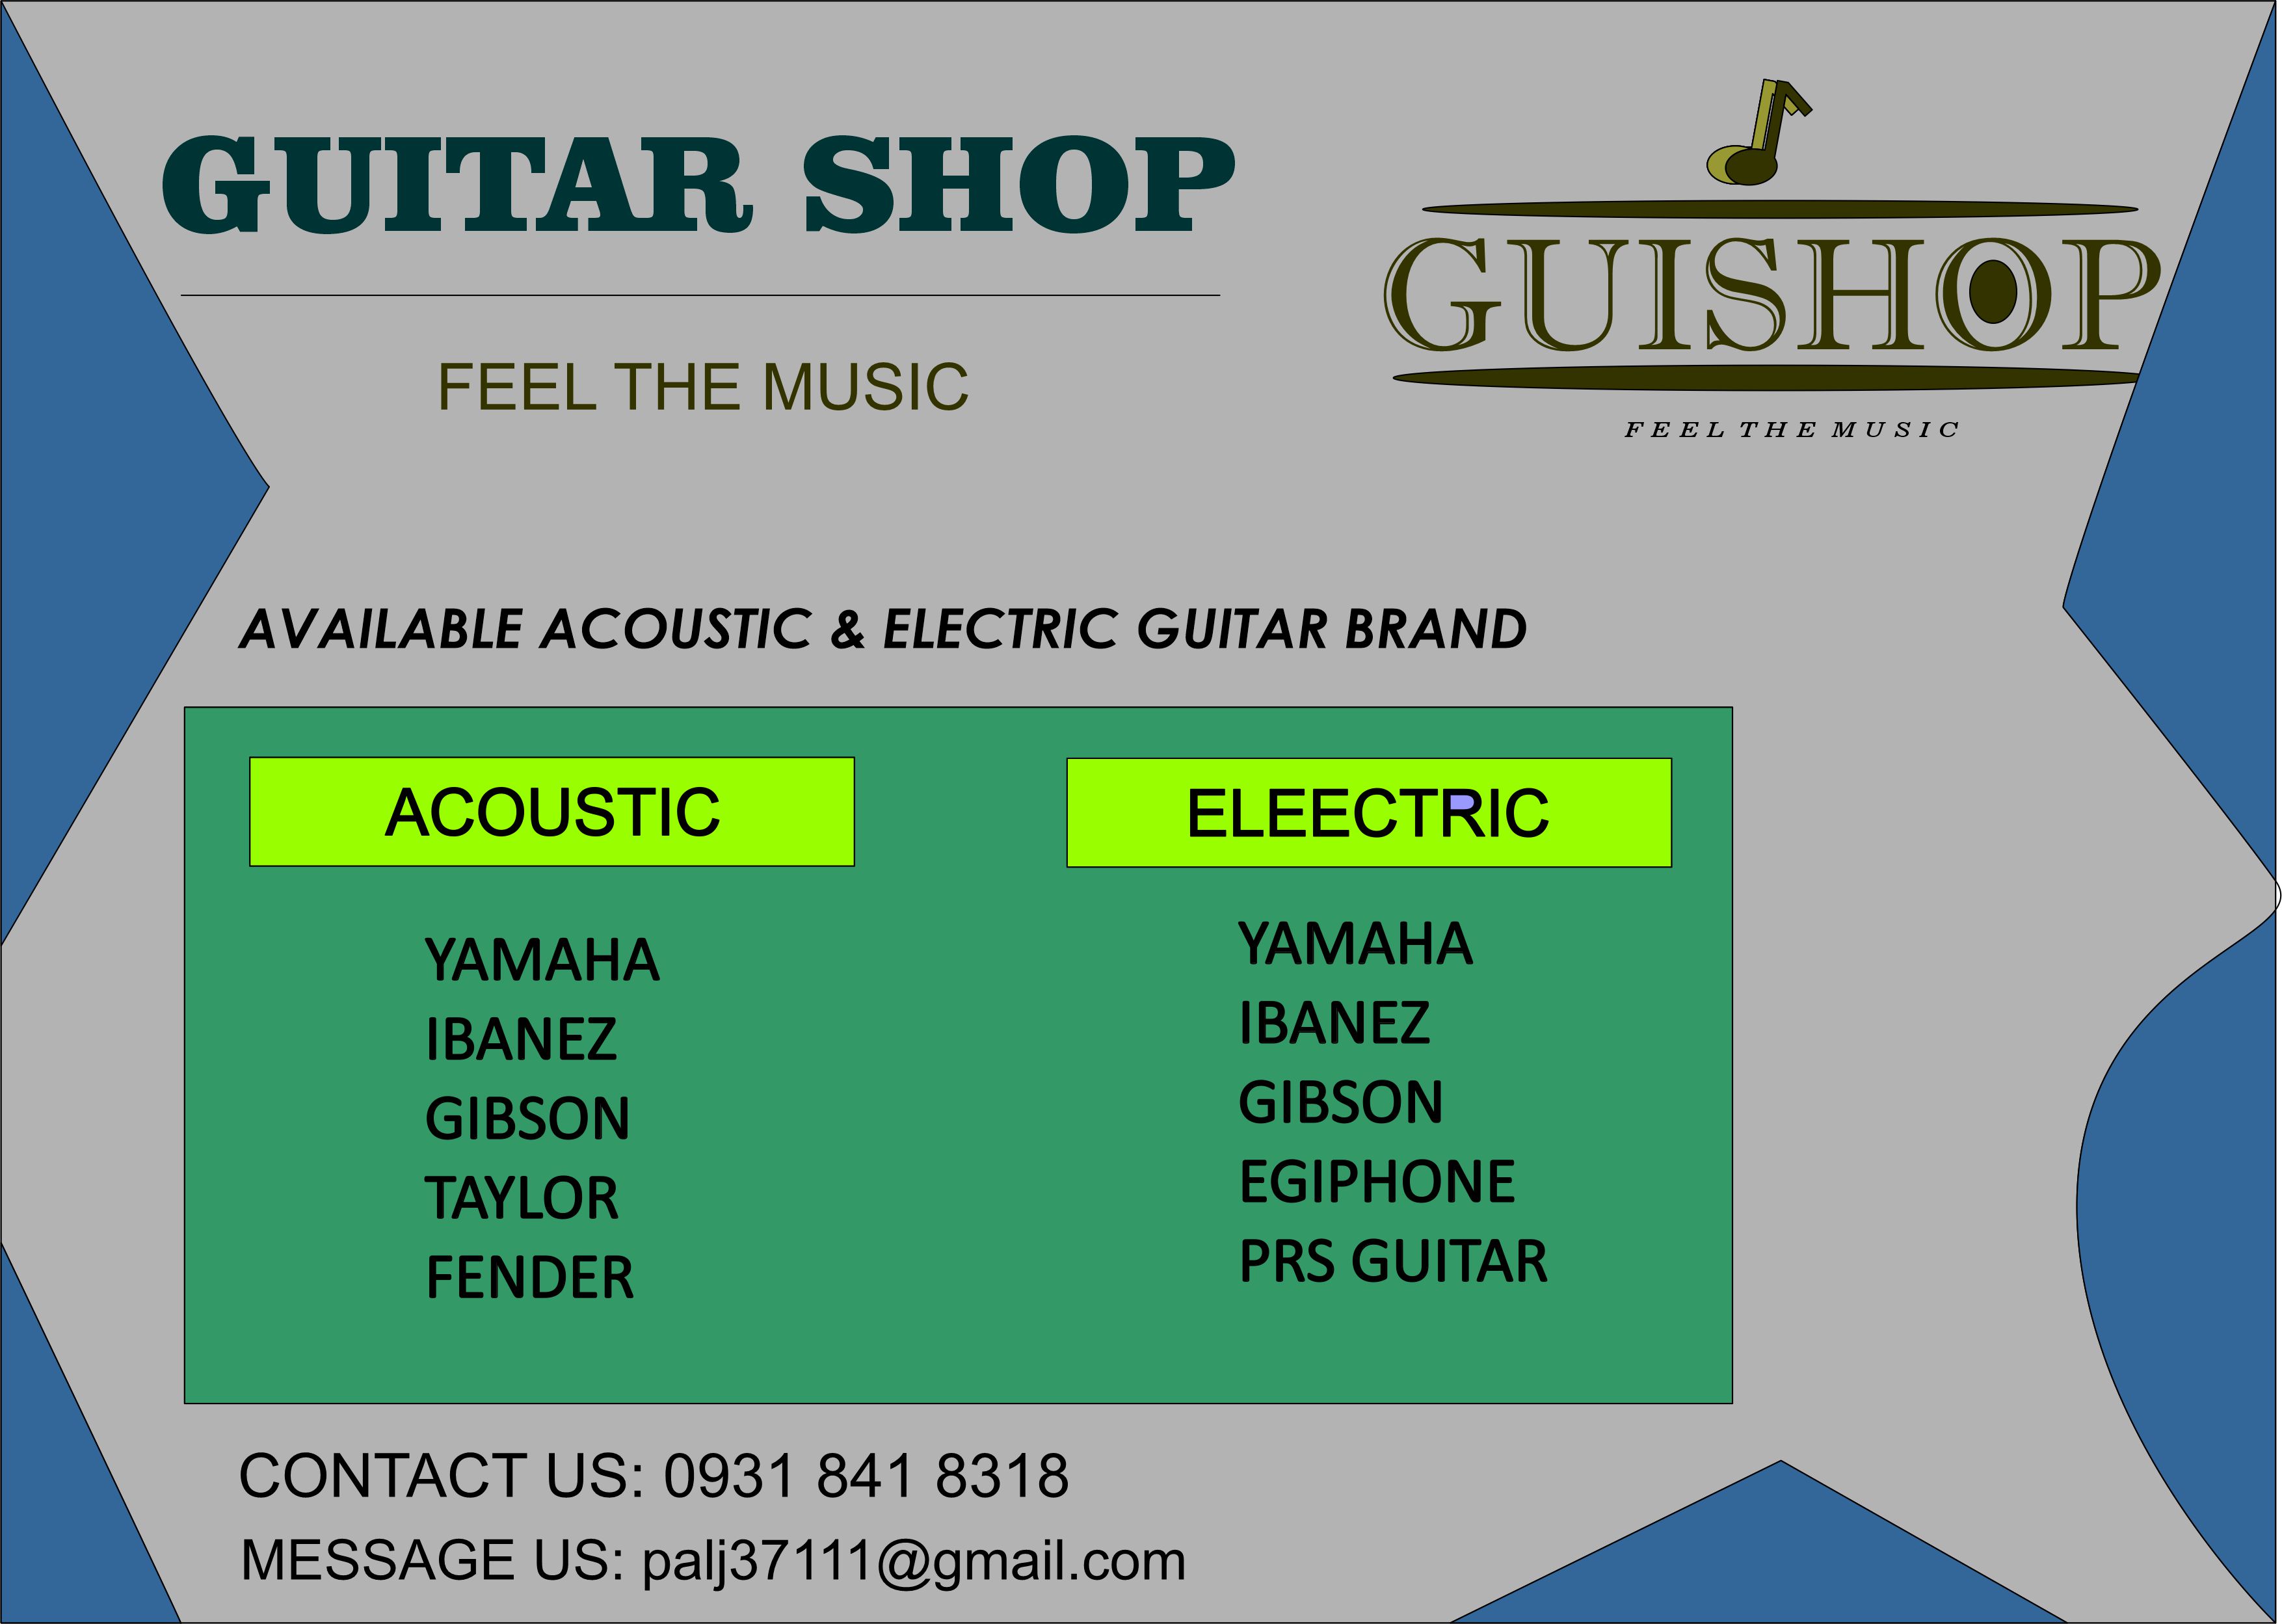 GUITAR SHOP
FEEL THE MUSIC
GUISHOP
FEEL THE MUSIC
AVAILABLE ACOUSTIC & ELECTRIC GUITAR BRAND
ACOUSTIC
YAMAHA
IBANEZ
GIBSON
TAYLOR
FENDER
ELEECTRIC
YAMAHA
IBANEZ
GIBSON
EGIPHONE
PRS GUITAR
CONTACT US: 0931 841 8318
MESSAGE US: palj37111@gmail.com